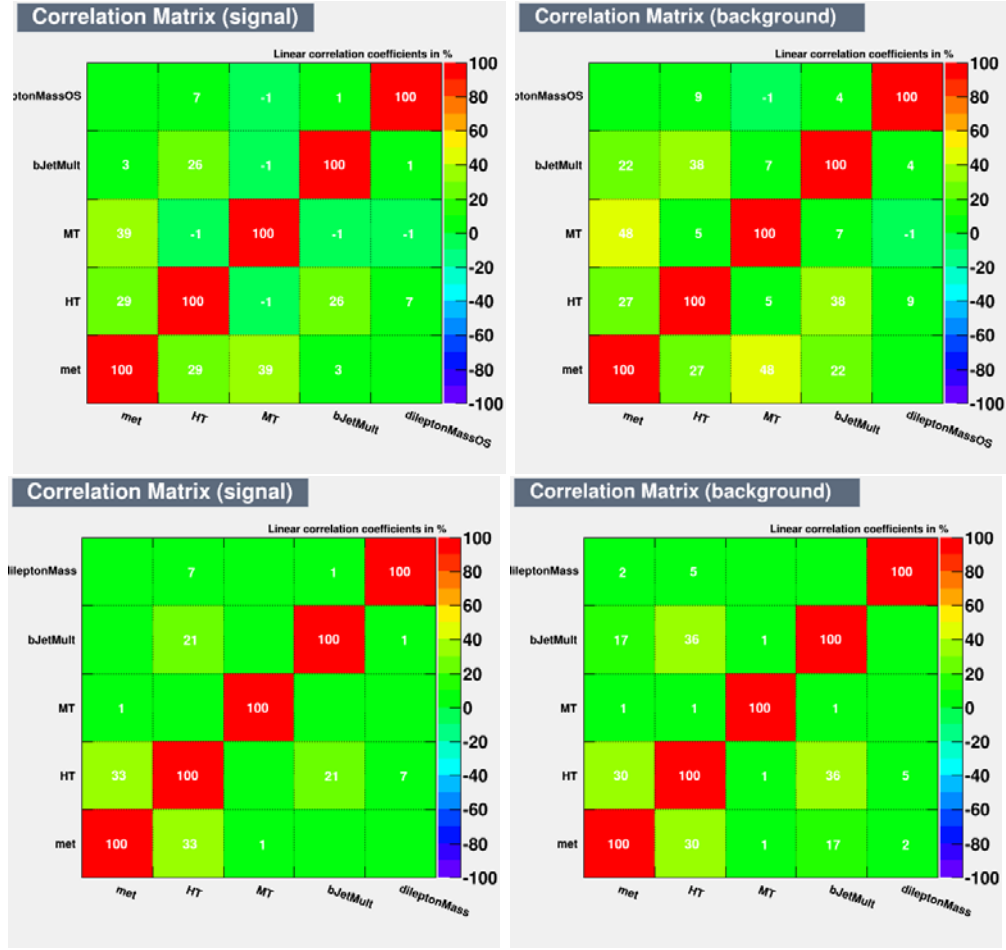 Correlation Matrix (signal)
Linear correlation coefficients in %
ptonMassOS 7 -1 1 100
bJetMult 3 26 -1 100 1
MT 39 -1 100 -1 -1
HT 29 100 -1 26 7
met 100 29 39 3
met HT MT bJetMult dileptonMassOS
100
80
60
40
20
0
-20
-40
-60
-80
-100
Correlation Matrix (background)
Linear correlation coefficients in %
ptonMassOS 9 -1 4 100
bJetMult 22 38 7 100 4
MT 48 5 100 7 -1
HT 27 100 5 38 9
met 100 27 48 22
met HT MT bJetMult dileptonMassOS
100
80
60
40
20
0
-20
-40
-60
-80
-100
Correlation Matrix (signal)
Linear correlation coefficients in %
ileptonMass 7 1 100
bJetMult 21 100 1
MT 1 100
HT 33 100 21 7
met 100 33 1
met HT MT bJetMult dileptonMass
100
80
60
40
20
0
-20
-40
-60
-80
-100
Correlation Matrix (background)
Linear correlation coefficients in %
ileptonMass 2 5 100
bJetMult 17 36 1 100
MT 1 1 100 1
HT 30 100 1 36 5
met 100 30 1 17 2
met HT MT bJetMult dileptonMass
100
80
60
40
20
0
-20
-40
-60
-80
-100